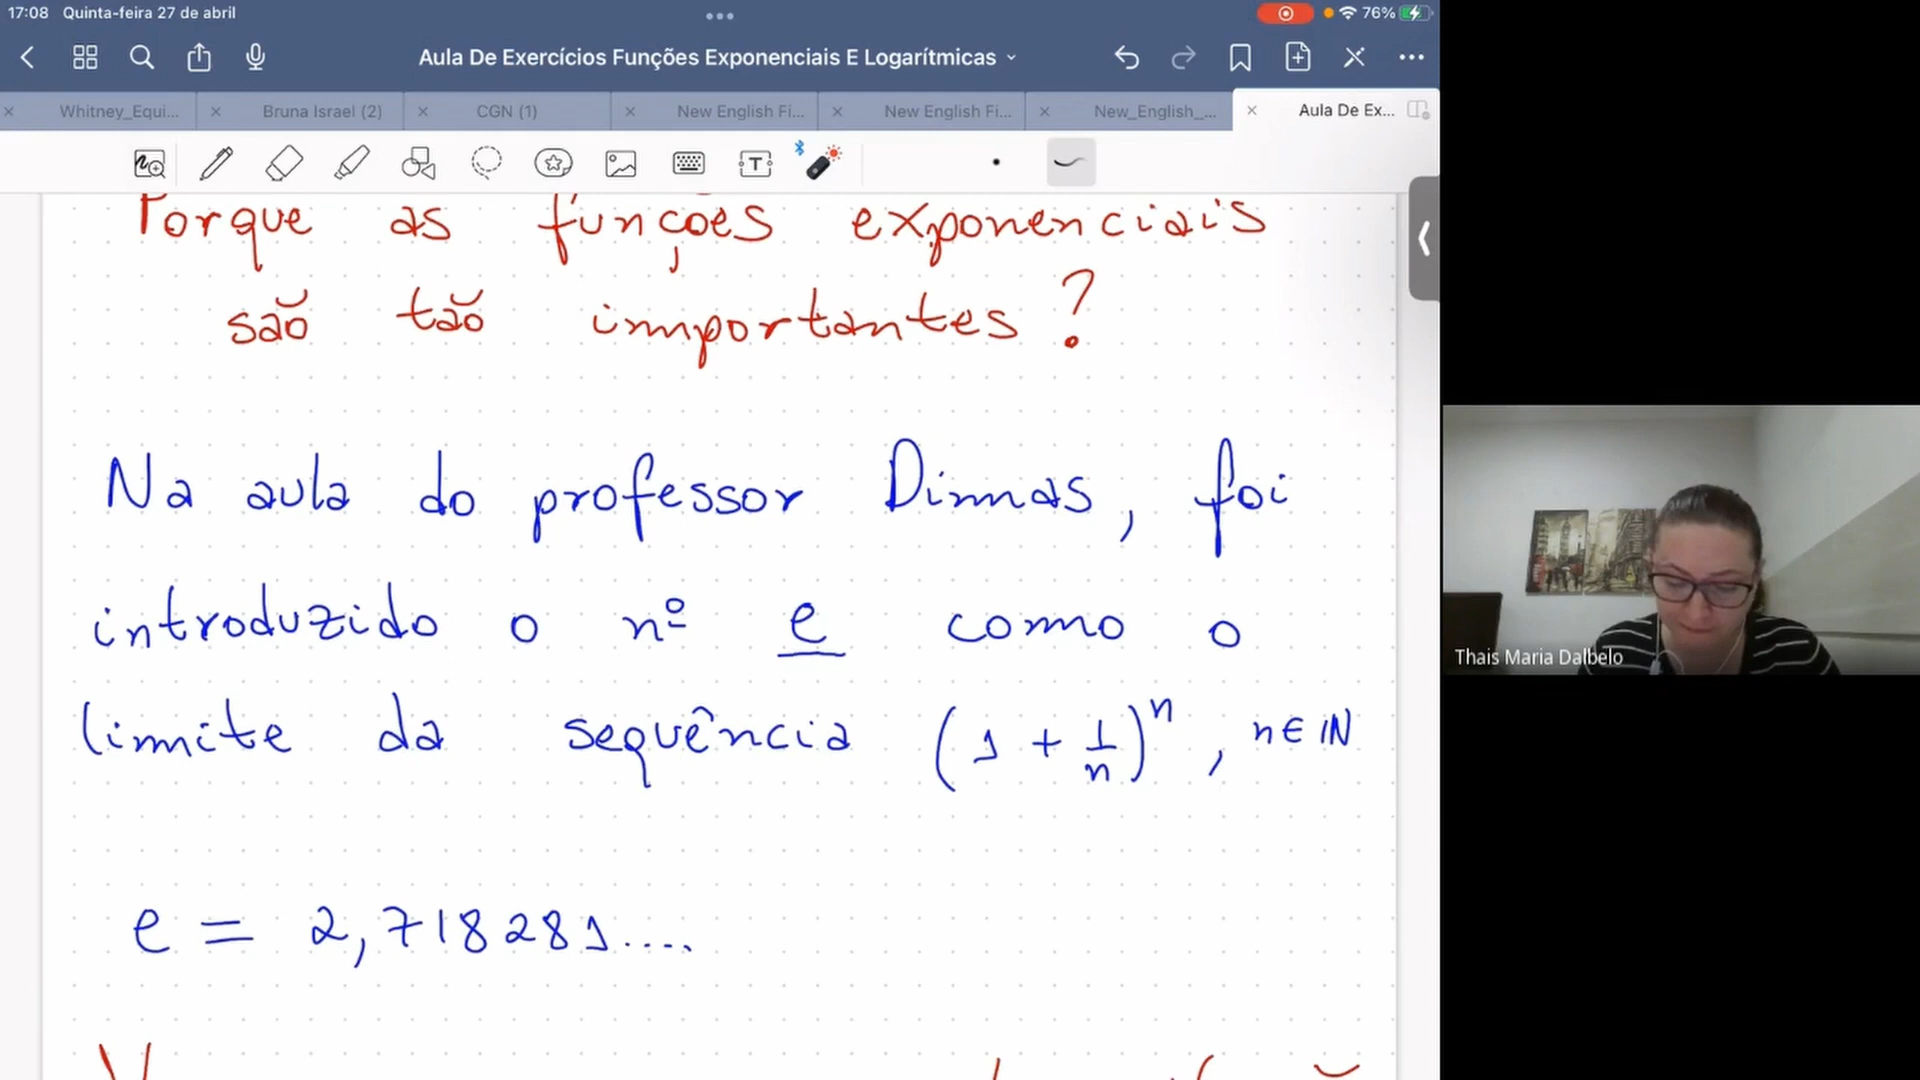 17:08 Quinta-feira 27 de abril
76%
Aula De Exercícios Funções Exponenciais E Logarítmicas
Whitney_Equi...
Bruna Israel (2)
CGN (1)
New English Fi...
New English Fi...
New_English_...
Aula De Ex...
Porque as funções exponenciais
são tão importantes?
Na aula do professor Dimas, foi
introduzido o nº e como o
limite da sequência (1 + 1/n)^n, n ∈ IN
e = 2,718281....
Thais Maria Dalbelo